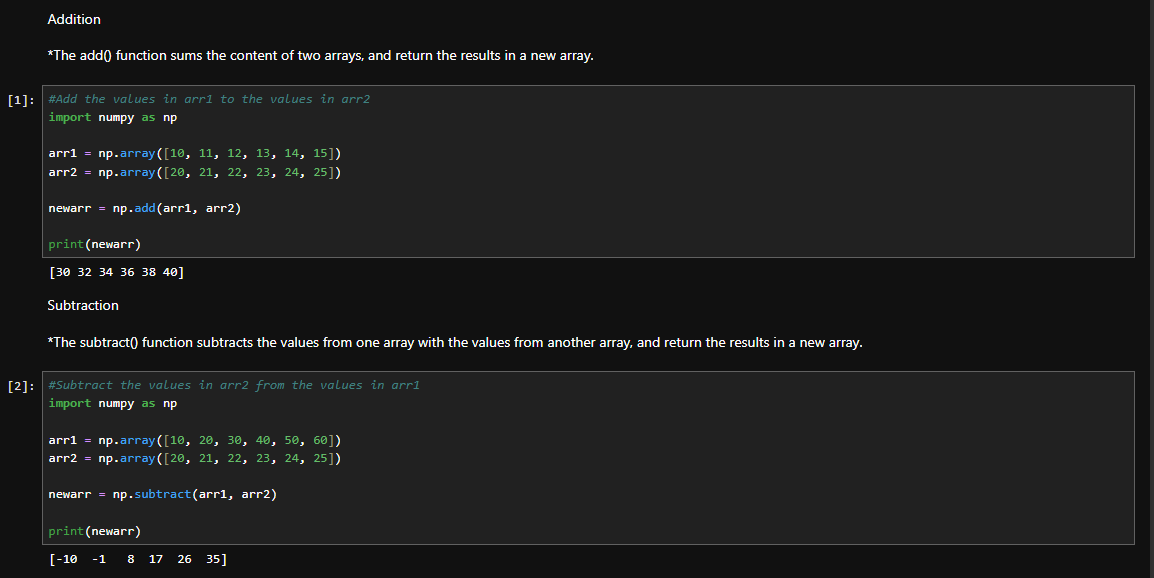 Addition
*The add() function sums the content of two arrays, and return the results in a new array.
[1]:
#Add the values in arr1 to the values in arr2
import numpy as np
arr1 = np.array([10, 11, 12, 13, 14, 15])
arr2 = np.array([20, 21, 22, 23, 24, 25])
newarr = np.add(arr1, arr2)
print(newarr)
[30 32 34 36 38 40]
Subtraction
*The subtract() function subtracts the values from one array with the values from another array, and return the results in a new array.
[2]:
#Subtract the values in arr2 from the values in arr1
import numpy as np
arr1 = np.array([10, 20, 30, 40, 50, 60])
arr2 = np.array([20, 21, 22, 23, 24, 25])
newarr = np.subtract(arr1, arr2)
print(newarr)
[-10  -1   8  17  26  35]